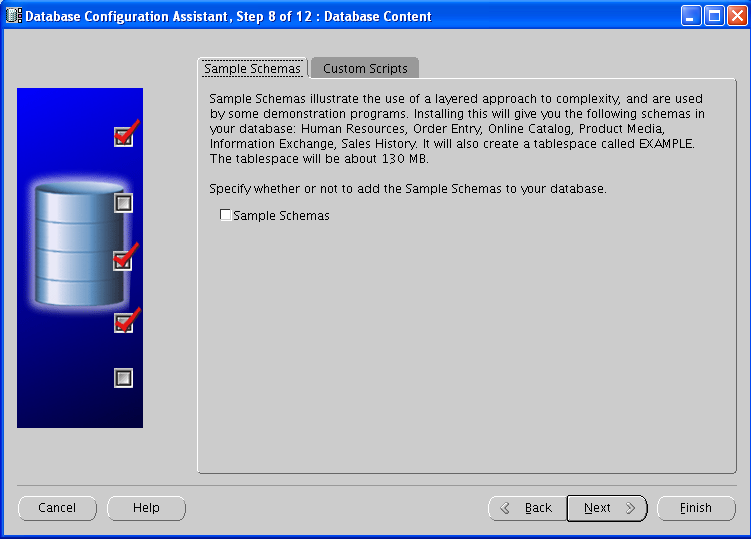 Database Configuration Assistant, Step 8 of 12 : Database Content
Sample Schemas
Custom Scripts
Sample Schemas illustrate the use of a layered approach to complexity, and are used
by some demonstration programs. Installing this will give you the following schemas in
your database: Human Resources, Order Entry, Online Catalog, Product Media,
Information Exchange, Sales History. It will also create a tablespace called EXAMPLE.
The tablespace will be about 130 MB.
Specify whether or not to add the Sample Schemas to your database.
Sample Schemas
Cancel
Help
Back
Next
Finish